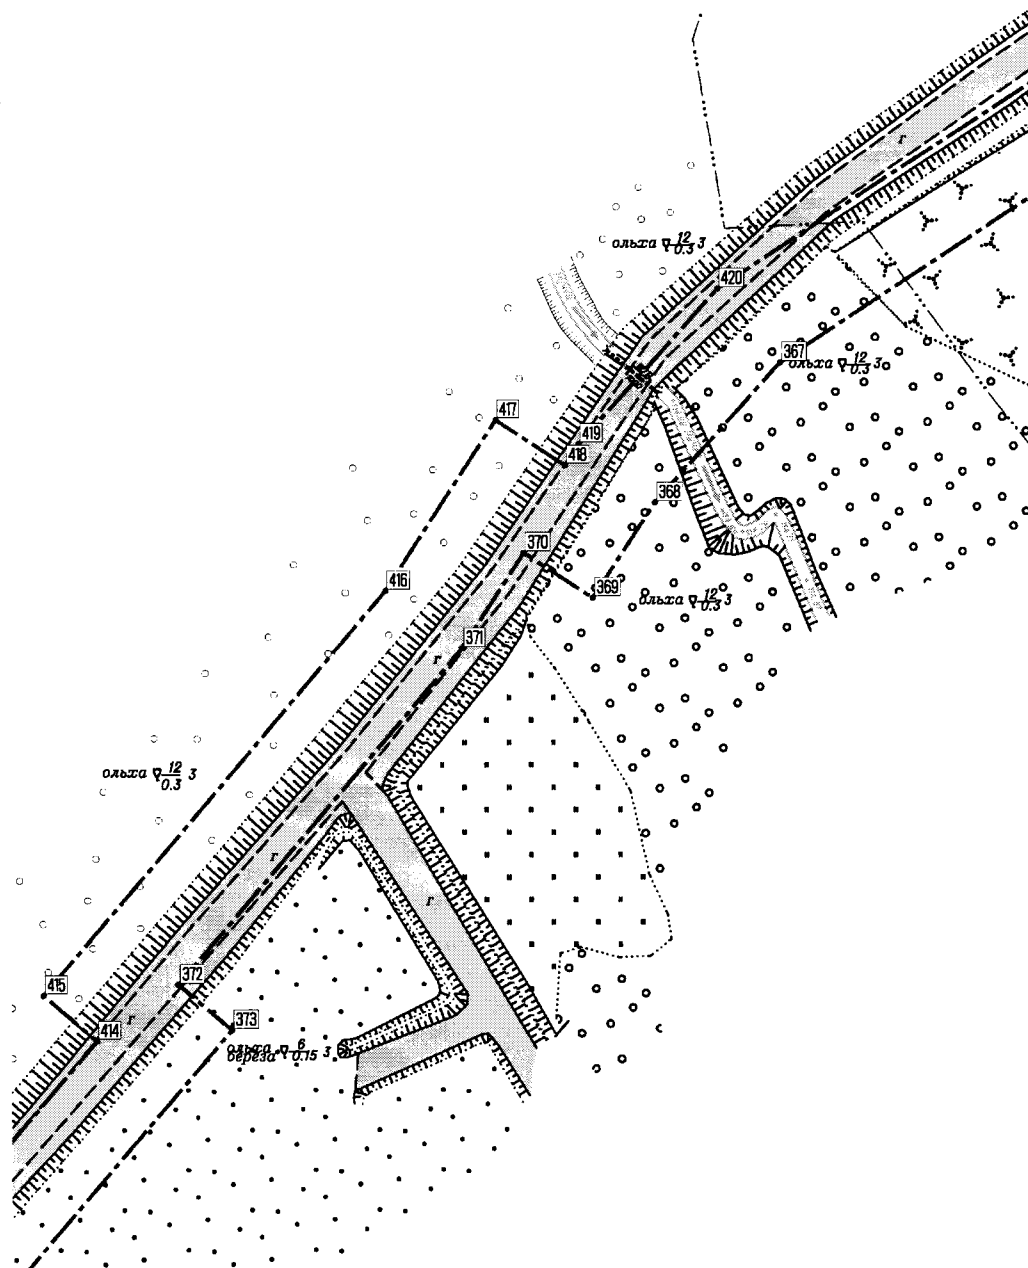 г
ольха 12/0.3 3
420
367
ольха 12/0.3 3
417
419
418
368
370
369
ольха 12/0.3 3
416
371
г
ольха 12/0.3 3
г
г
415
372
г
414
373
ольха
береза 6/0.15 3